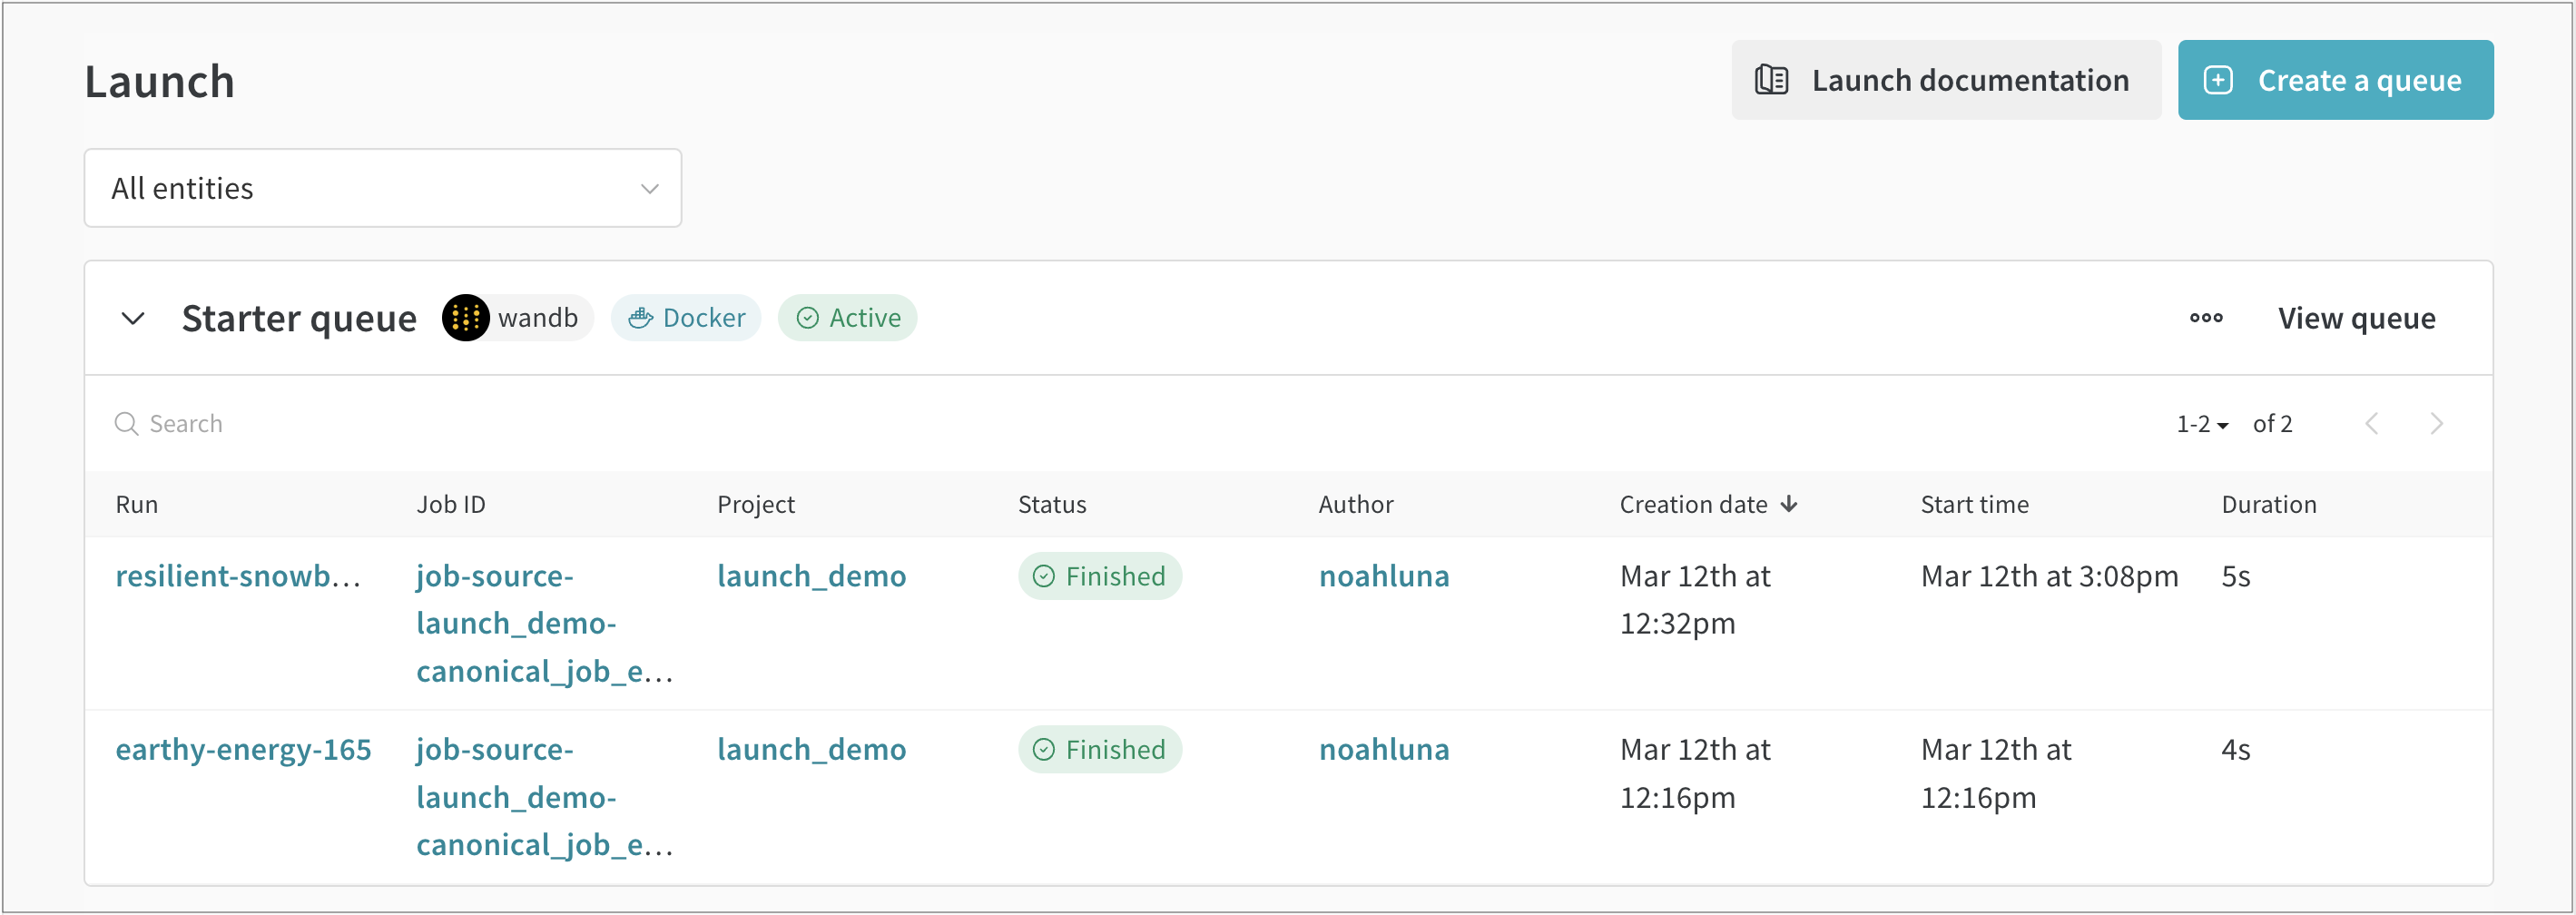 Launch
Launch documentation
Create a queue
All entities
Starter queue wandb Docker Active
View queue
Search
1-2 of 2
Run Job ID Project Status Author Creation date Start time Duration
resilient-snowb... job-source- launch_demo Finished noahluna Mar 12th at Mar 12th at 3:08pm 5s
launch_demo- 12:32pm
canonical_job_e...
earthy-energy-165 job-source- launch_demo Finished noahluna Mar 12th at Mar 12th at 4s
launch_demo- 12:16pm 12:16pm
canonical_job_e...